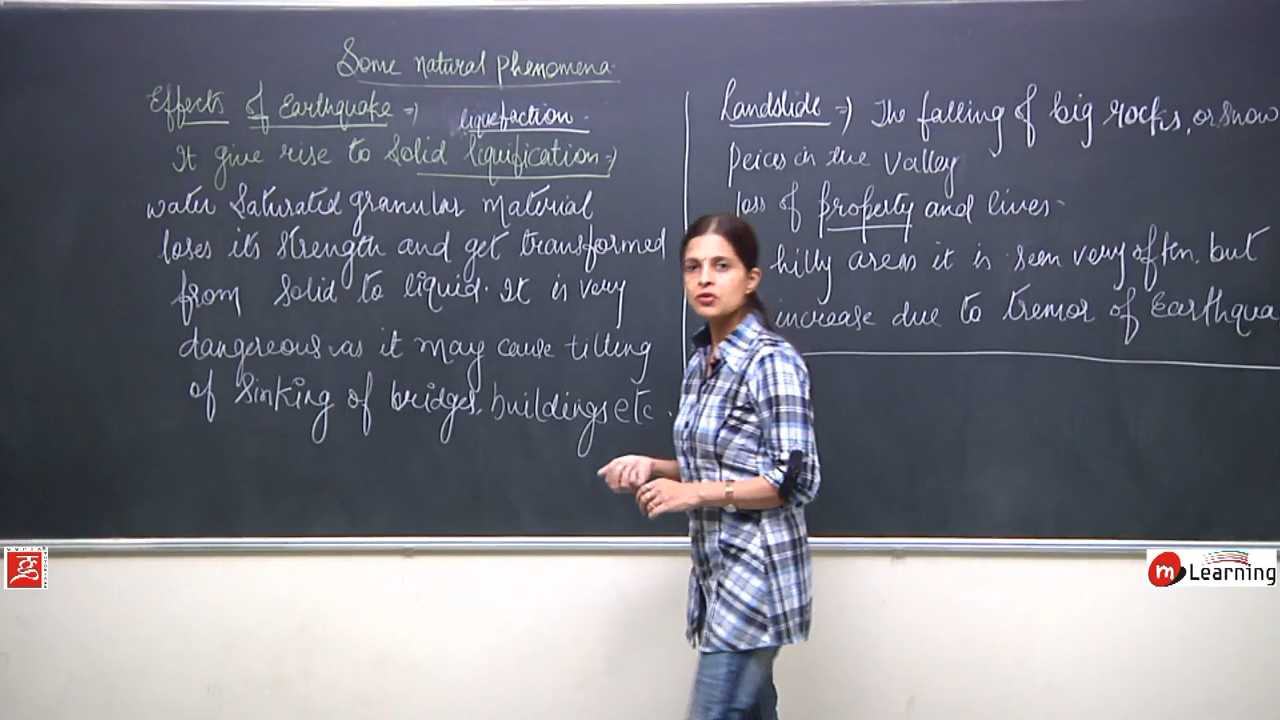 Some natural phenomena.
Effects of Earthquake ⇒ liquefaction.
It give rise to Solid liquification ⇒
water Saturated granular material
loses its strength and get transformed
from Solid to liquid. It is very
dangereous as it may cause tilling
of Sinking of bridges, buildings etc.
Landslide ⇒ The falling of big rocks, or Snow
Peices in the Valley
loss of property and lives.
hilly areas it is seen very often. but
increase due to tremor of Earthqua
m Learning